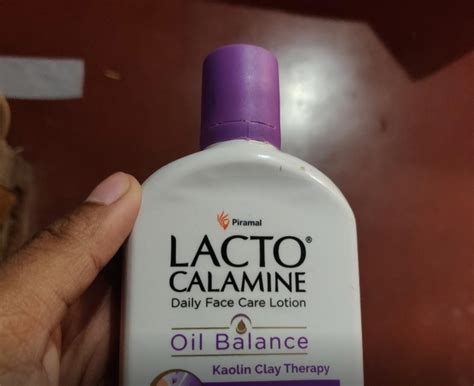 Piramal
LACTO®
CALAMINE
Daily Face Care Lotion
Oil Balance
Kaolin Clay Therapy